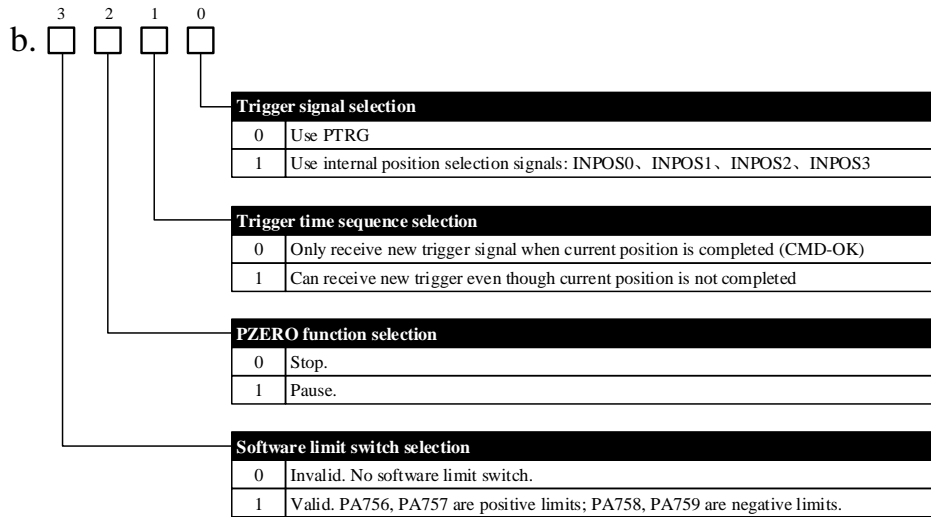 3 2 1 0
b.
Trigger signal selection
0 Use PTRG
1 Use internal position selection signals: INPOS0、INPOS1、INPOS2、INPOS3
Trigger time sequence selection
0 Only receive new trigger signal when current position is completed (CMD-OK)
1 Can receive new trigger even though current position is not completed
PZERO function selection
0 Stop.
1 Pause.
Software limit switch selection
0 Invalid. No software limit switch.
1 Valid. PA756, PA757 are positive limits; PA758, PA759 are negative limits.